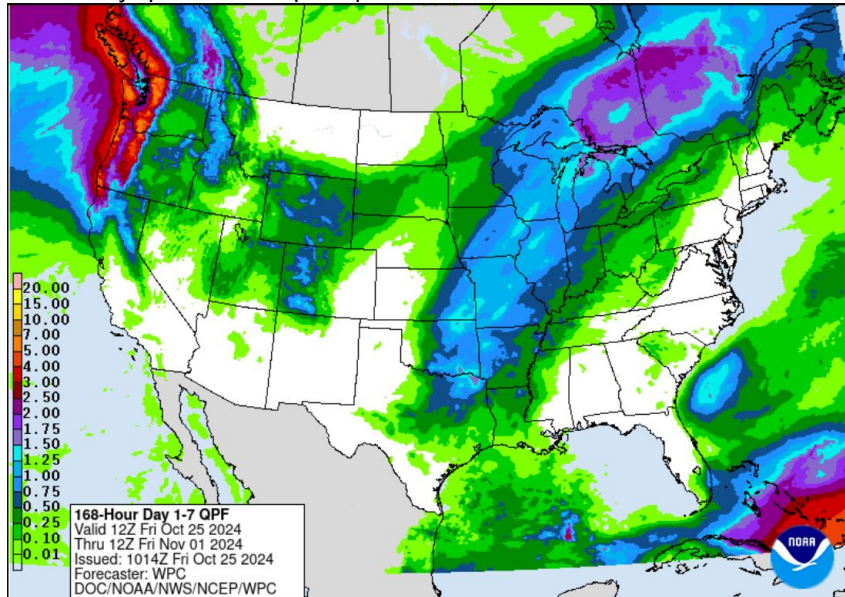 20.00
15.00
10.00
7.00
5.00
4.00
3.00
2.50
2.00
1.75
1.50
1.25
1.00
0.75
0.50
0.25
0.10
0.01
168-Hour Day 1-7 QPF
Valid 12Z Fri Oct 25 2024
Thru 12Z Fri Nov 01 2024
Issued: 1014Z Fri Oct 25 2024
Forecaster: WPC
DOC/NOAA/NWS/NCEP/WPC
NOAA